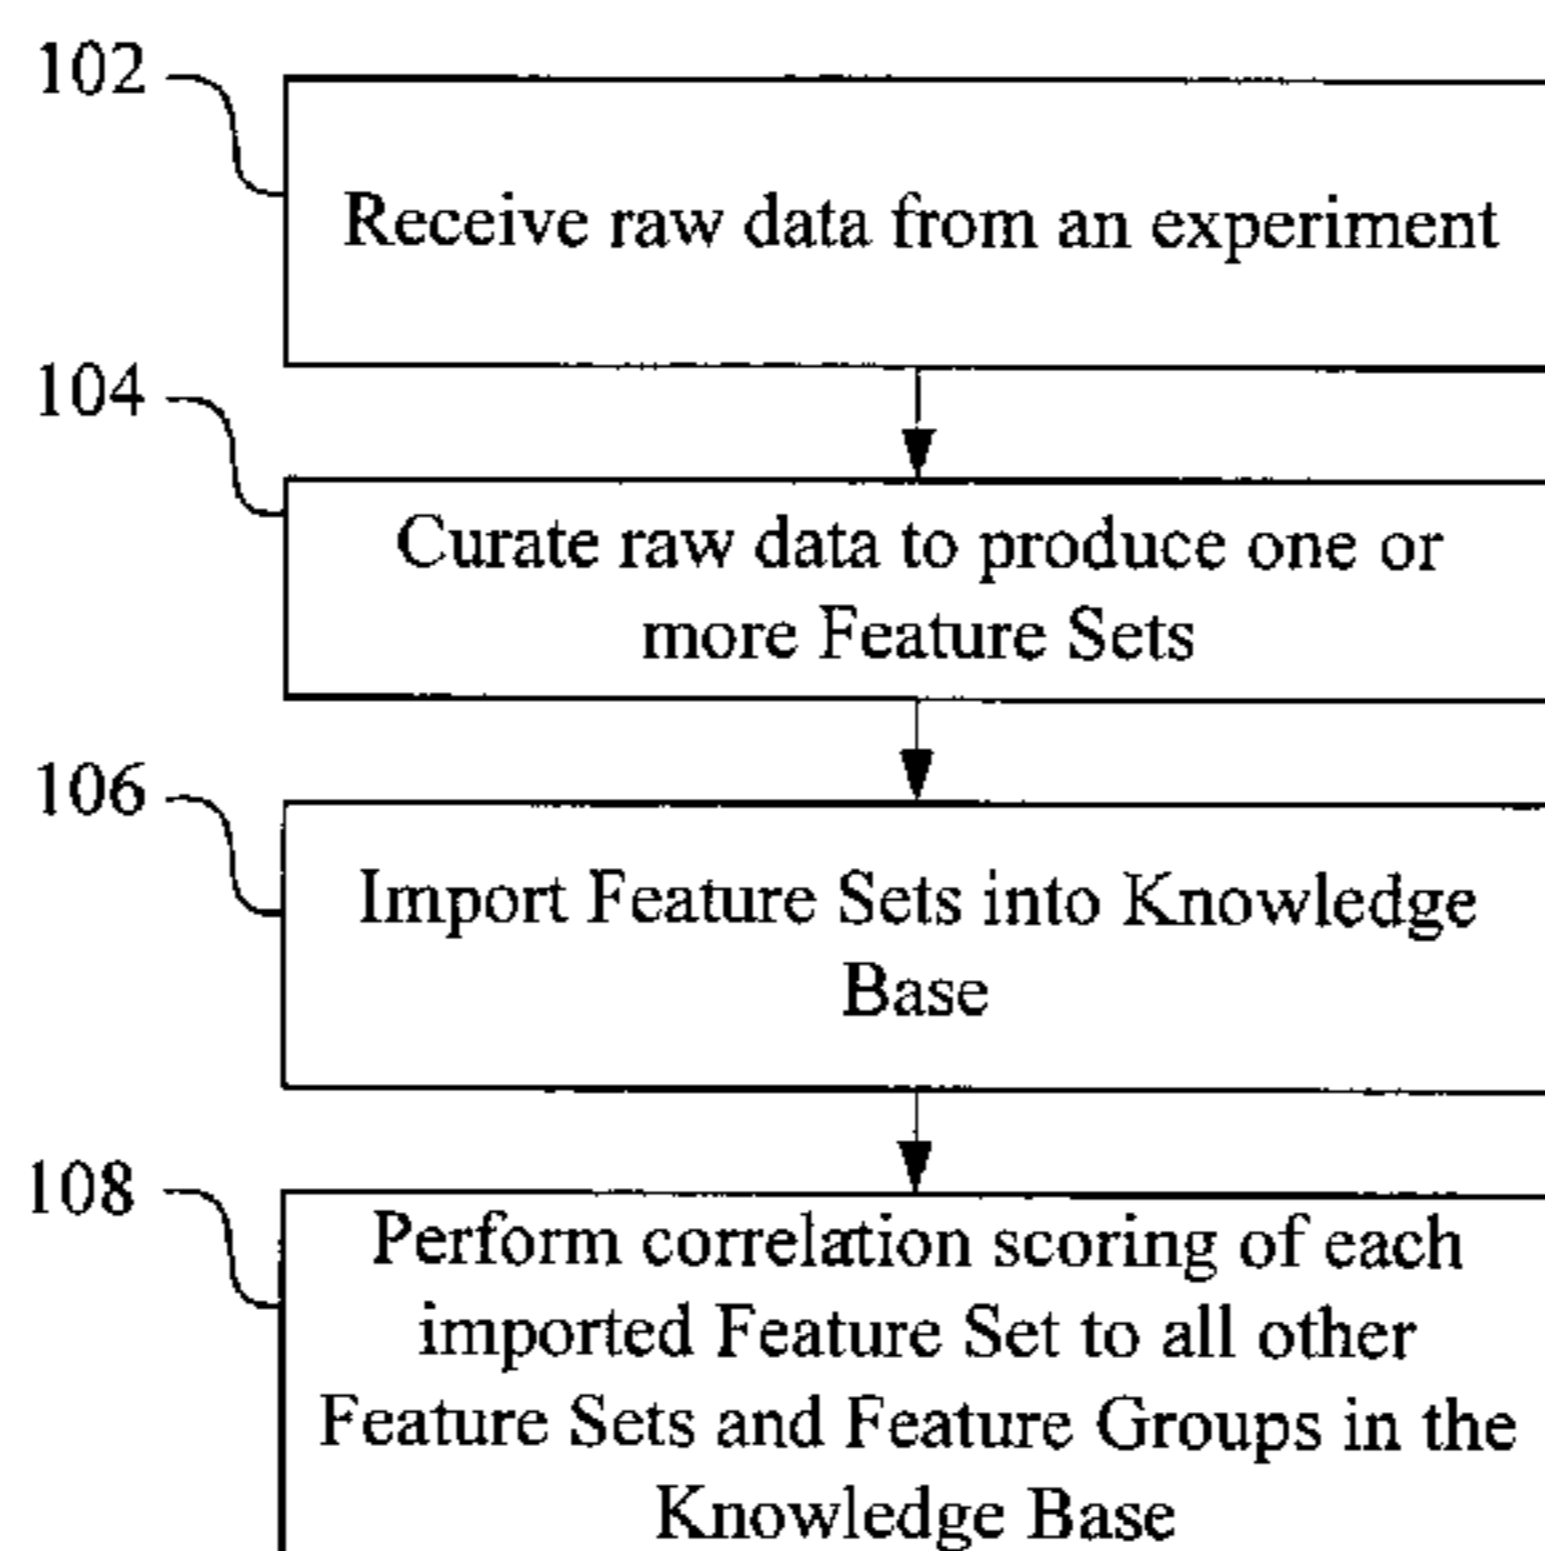 102
Receive raw data from an experiment
104
Curate raw data to produce one or
more Feature Sets
106
Import Feature Sets into Knowledge
Base
108
Perform correlation scoring of each
imported Feature Set to all other
Feature Sets and Feature Groups in the
Knowledge Base